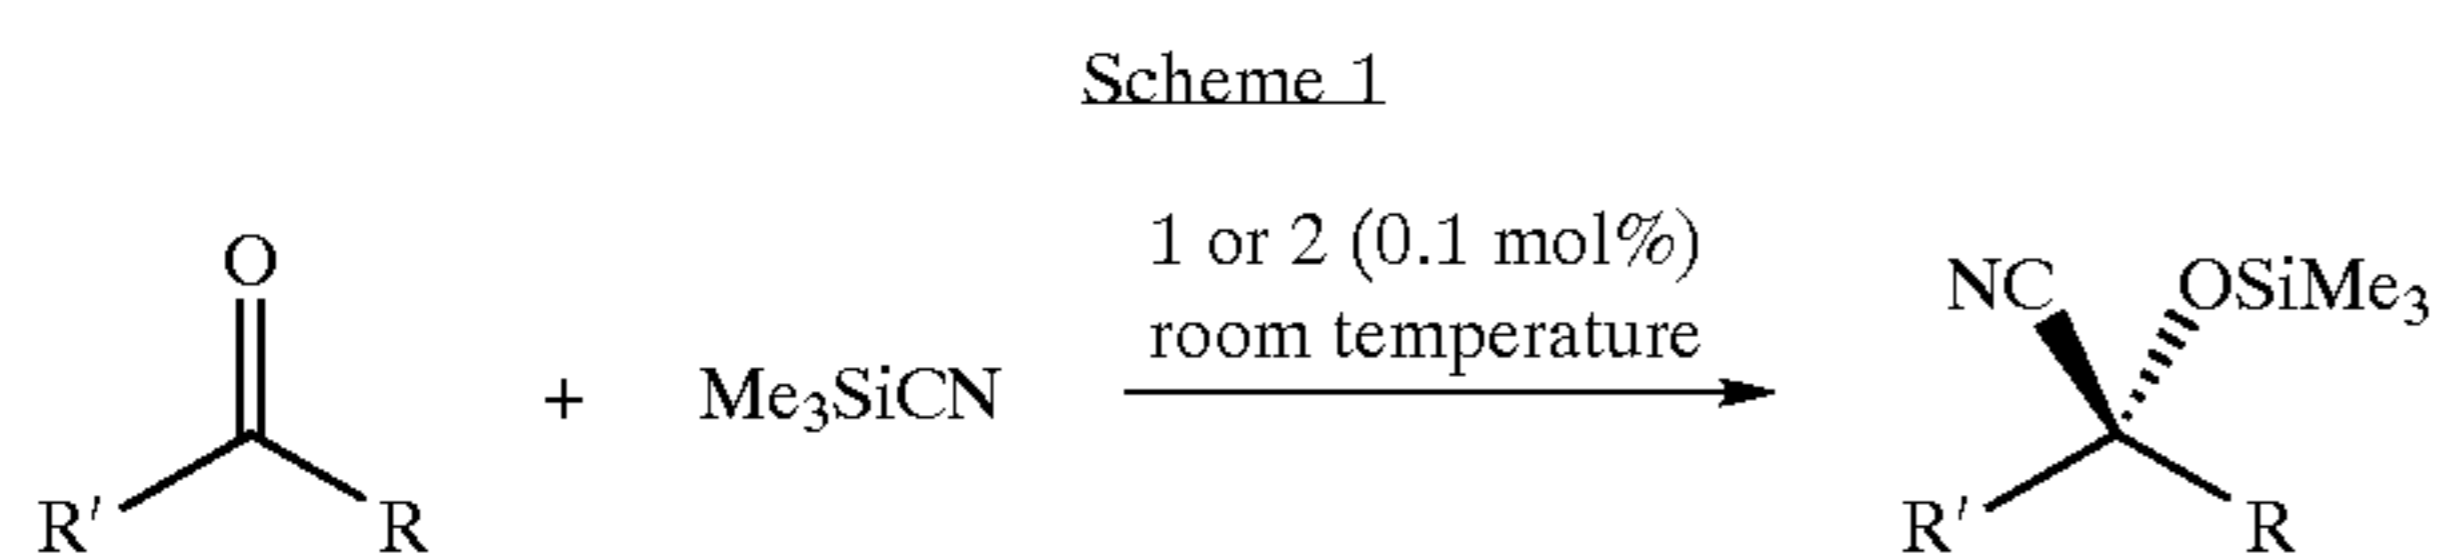 Scheme 1
1 or 2 (0.1 mol%)
room temperature
O
R'
R
+
Me₃SiCN
NC
OSiMe₃
R'
R